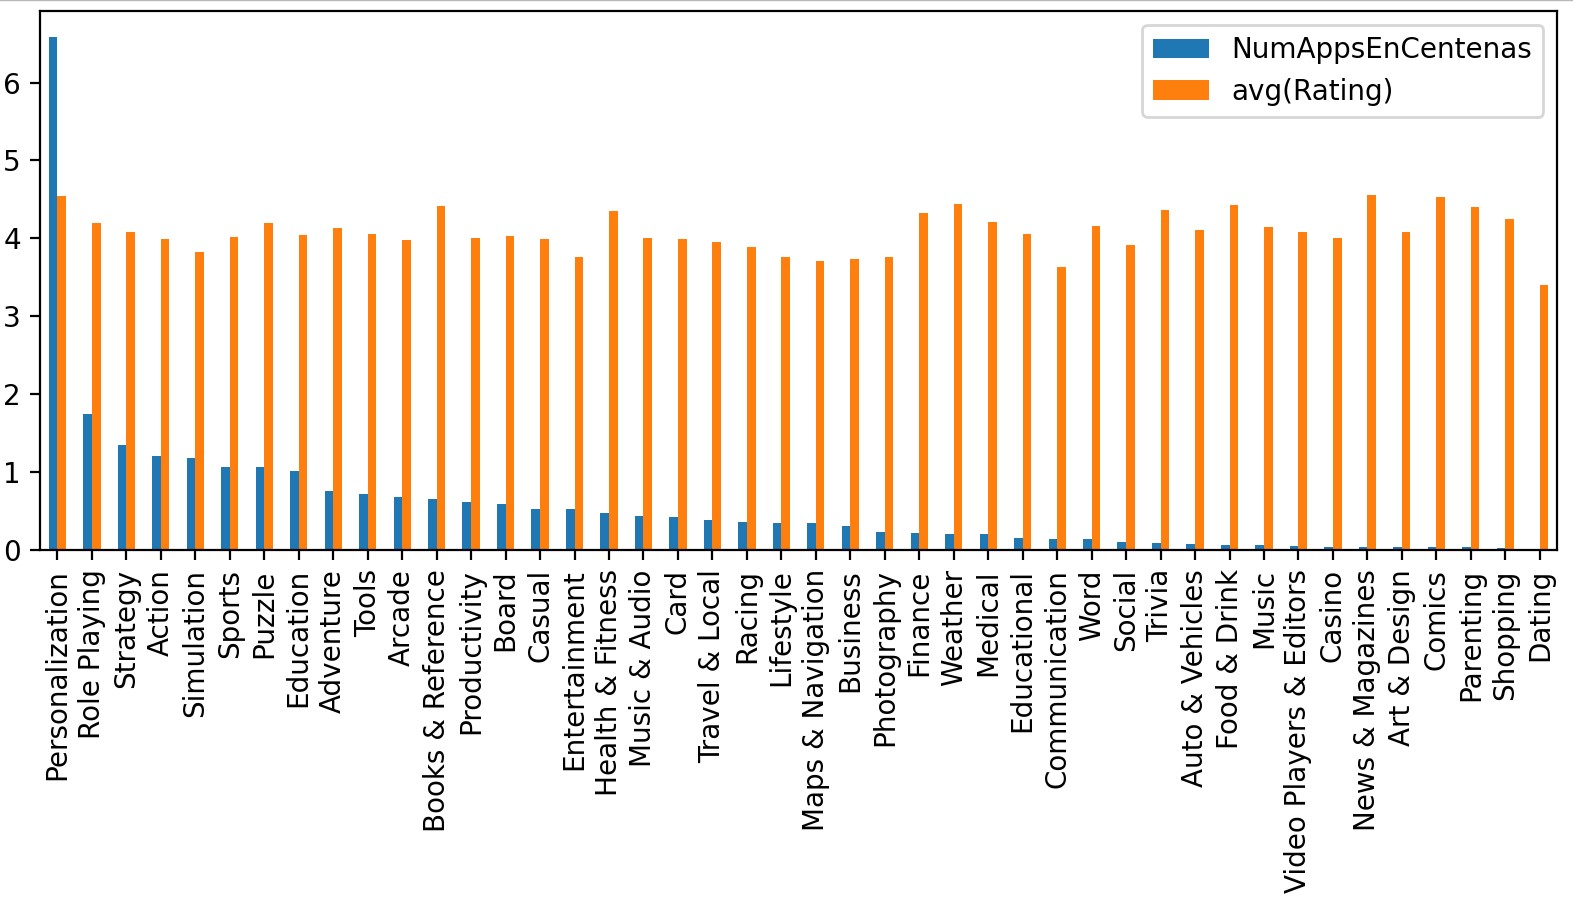 NumAppsEnCentenas
avg(Rating)
6
5
4
3
2
1
0
Personalization
Role Playing
Strategy
Action
Simulation
Sports
Puzzle
Education
Adventure
Tools
Arcade
Books & Reference
Productivity
Board
Casual
Entertainment
Health & Fitness
Music & Audio
Card
Travel & Local
Racing
Lifestyle
Maps & Navigation
Business
Photography
Finance
Weather
Medical
Educational
Communication
Word
Social
Trivia
Auto & Vehicles
Food & Drink
Music
Video Players & Editors
Casino
News & Magazines
Art & Design
Comics
Parenting
Shopping
Dating